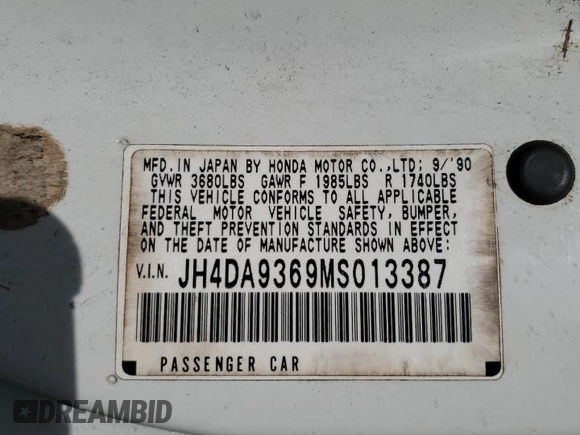 MFD. IN JAPAN BY HONDA MOTOR CO.,LTD; 9/'90
GVWR 3680LBS GAWR F 1985LBS R 1740LBS
THIS VEHICLE CONFORMS TO ALL APPLICABLE
FEDERAL MOTOR VEHICLE SAFETY, BUMPER,
AND THEFT PREVENTION STANDARDS IN EFFECT
ON THE DATE OF MANUFACTURE SHOWN ABOVE:
V.I.N. JH4DA9369MS013387
PASSENGER CAR
DREAMBID